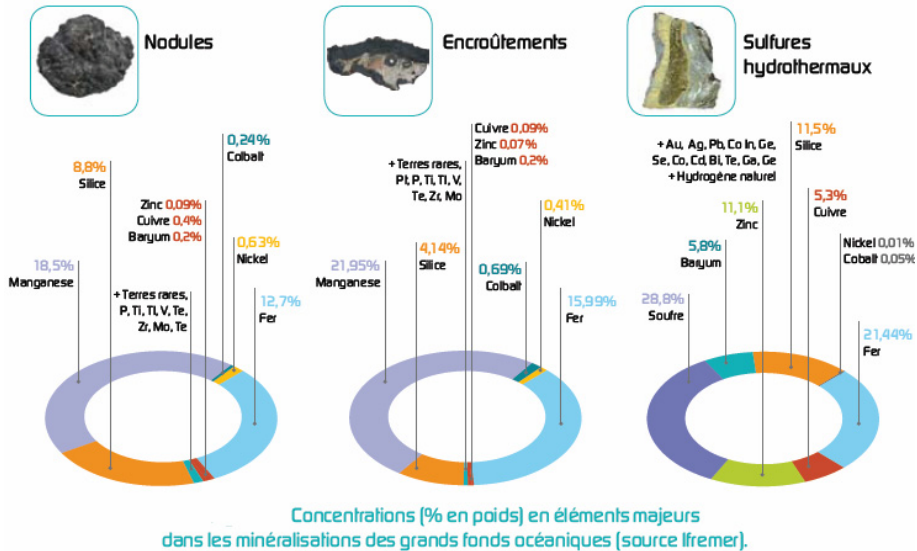 Nodules
0,24%
Cobalt
8,8%
Silice
Zinc 0,09%
Cuivre 0,4%
Baryum 0,2%
0,63%
Nickel
18,5%
Manganese
+ Terres rares,
P, Ti, Tl, V, Te,
Zr, Mo, Te
12,7%
Fer
Encroûtements
Cuivre 0,09%
Zinc 0,07%
Baryum 0,2%
+ Terres rares,
Pt, P, Ti, Tl, V,
Te, Zr, Mo
0,41%
Nickel
4,14%
Silice
21,95%
Manganese
0,69%
Cobalt
15,99%
Fer
Sulfures
hydrothermaux
11,5%
Silice
+ Au, Ag, Pb, Co In, Ge,
Se, Co, Cd, Bi, Te, Ga, Ge
+ Hydrogène naturel
5,3%
Cuivre
11,1%
Zinc
Nickel 0,01%
Cobalt 0,05%
5,8%
Baryum
28,8%
Soufre
21,44%
Fer
Concentrations (% en poids) en éléments majeurs
dans les minéralisations des grands fonds océaniques (source Ifremer).